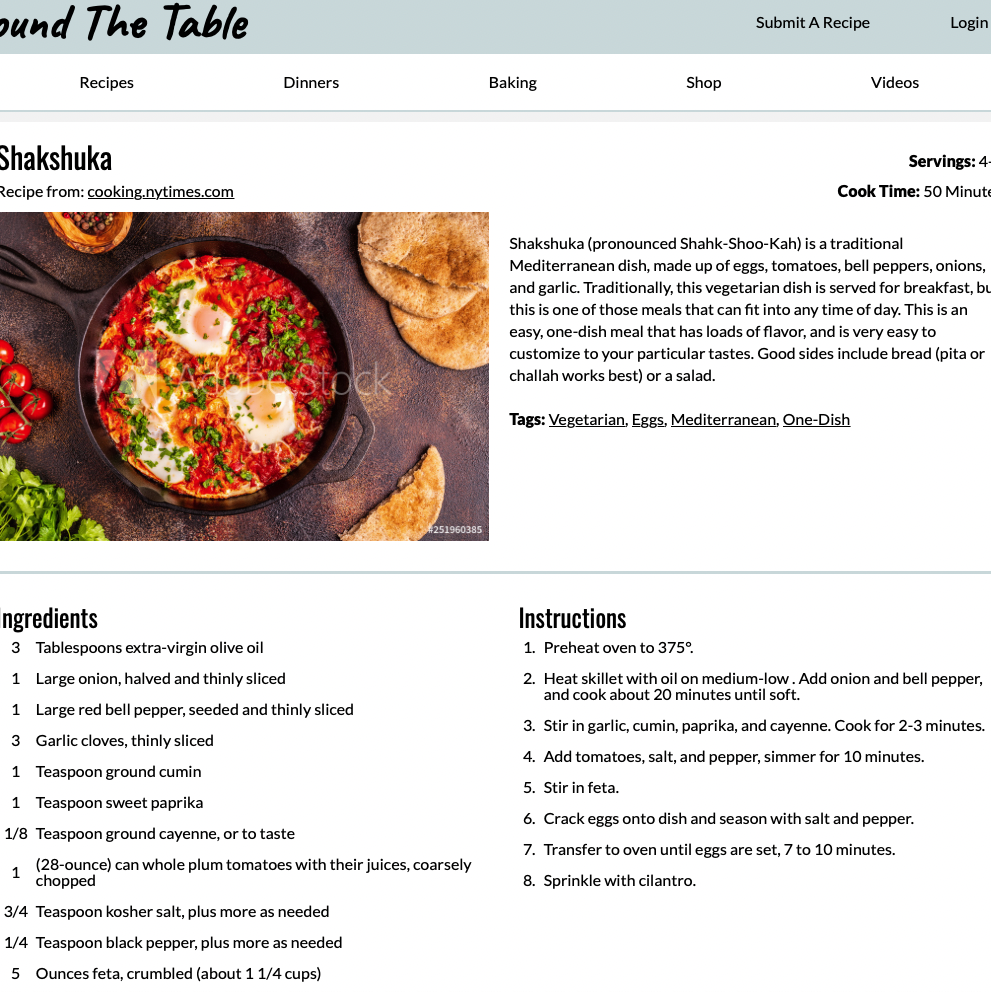 ound The Table
Submit A Recipe
Login
Recipes
Dinners
Baking
Shop
Videos
Shakshuka
Servings: 4-
Recipe from: cooking.nytimes.com
Cook Time: 50 Minute
Adobe Stock
#251960385
Shakshuka (pronounced Shahk-Shoo-Kah) is a traditional
Mediterranean dish, made up of eggs, tomatoes, bell peppers, onions,
and garlic. Traditionally, this vegetarian dish is served for breakfast, bu
this is one of those meals that can fit into any time of day. This is an
easy, one-dish meal that has loads of flavor, and is very easy to
customize to your particular tastes. Good sides include bread (pita or
challah works best) or a salad.
Tags: Vegetarian, Eggs, Mediterranean, One-Dish
Ingredients
3 Tablespoons extra-virgin olive oil
1 Large onion, halved and thinly sliced
1 Large red bell pepper, seeded and thinly sliced
3 Garlic cloves, thinly sliced
1 Teaspoon ground cumin
1 Teaspoon sweet paprika
1/8 Teaspoon ground cayenne, or to taste
1 (28-ounce) can whole plum tomatoes with their juices, coarsely
chopped
3/4 Teaspoon kosher salt, plus more as needed
1/4 Teaspoon black pepper, plus more as needed
5 Ounces feta, crumbled (about 1 1/4 cups)
Instructions
1. Preheat oven to 375°.
2. Heat skillet with oil on medium-low . Add onion and bell pepper,
and cook about 20 minutes until soft.
3. Stir in garlic, cumin, paprika, and cayenne. Cook for 2-3 minutes.
4. Add tomatoes, salt, and pepper, simmer for 10 minutes.
5. Stir in feta.
6. Crack eggs onto dish and season with salt and pepper.
7. Transfer to oven until eggs are set, 7 to 10 minutes.
8. Sprinkle with cilantro.